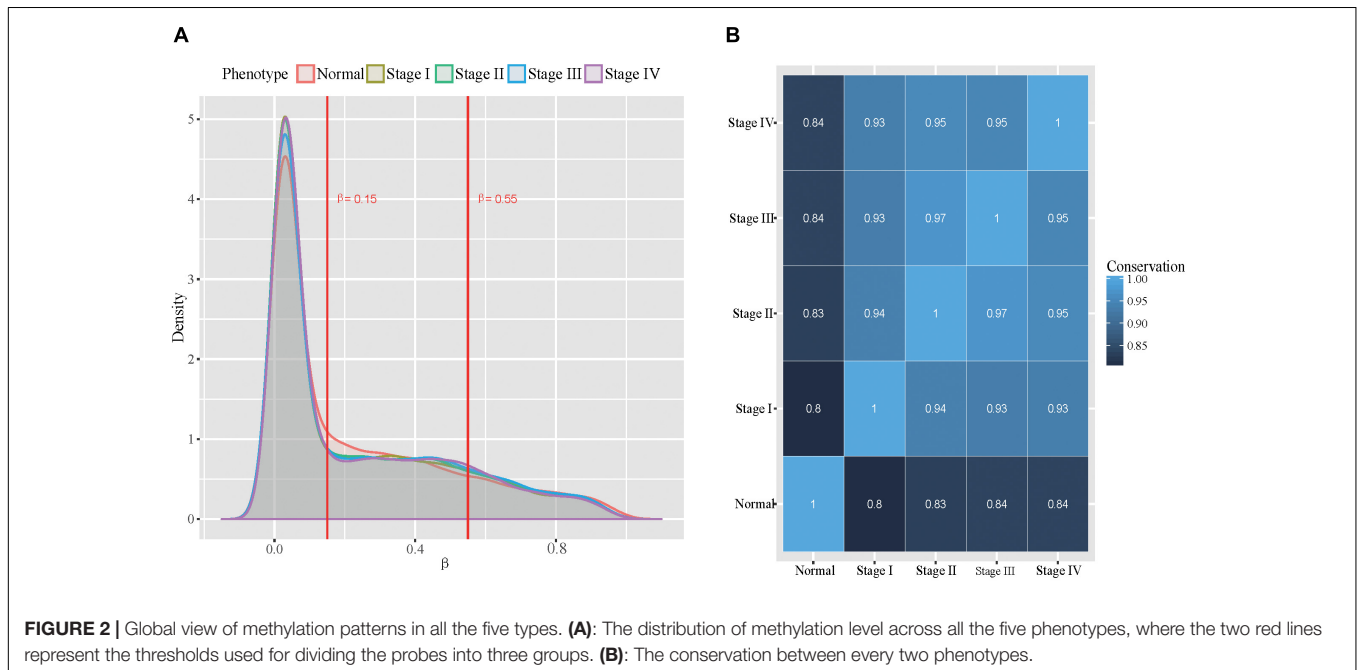 A
Phenotype Normal Stage I Stage II Stage III Stage IV
5
4
3
2
1
0
Density
β= 0.15
β= 0.55
0.0 0.4 0.8
β
B
Stage IV 0.84 0.93 0.95 0.95 1
Stage III 0.84 0.93 0.97 1 0.95
Stage II 0.83 0.94 1 0.97 0.95
Stage I 0.8 1 0.94 0.93 0.93
Normal 1 0.8 0.83 0.84 0.84
Normal Stage I Stage II Stage III Stage IV
Conservation
1.00
0.95
0.90
0.85
FIGURE 2 | Global view of methylation patterns in all the five types. (A): The distribution of methylation level across all the five phenotypes, where the two red lines
represent the thresholds used for dividing the probes into three groups. (B): The conservation between every two phenotypes.